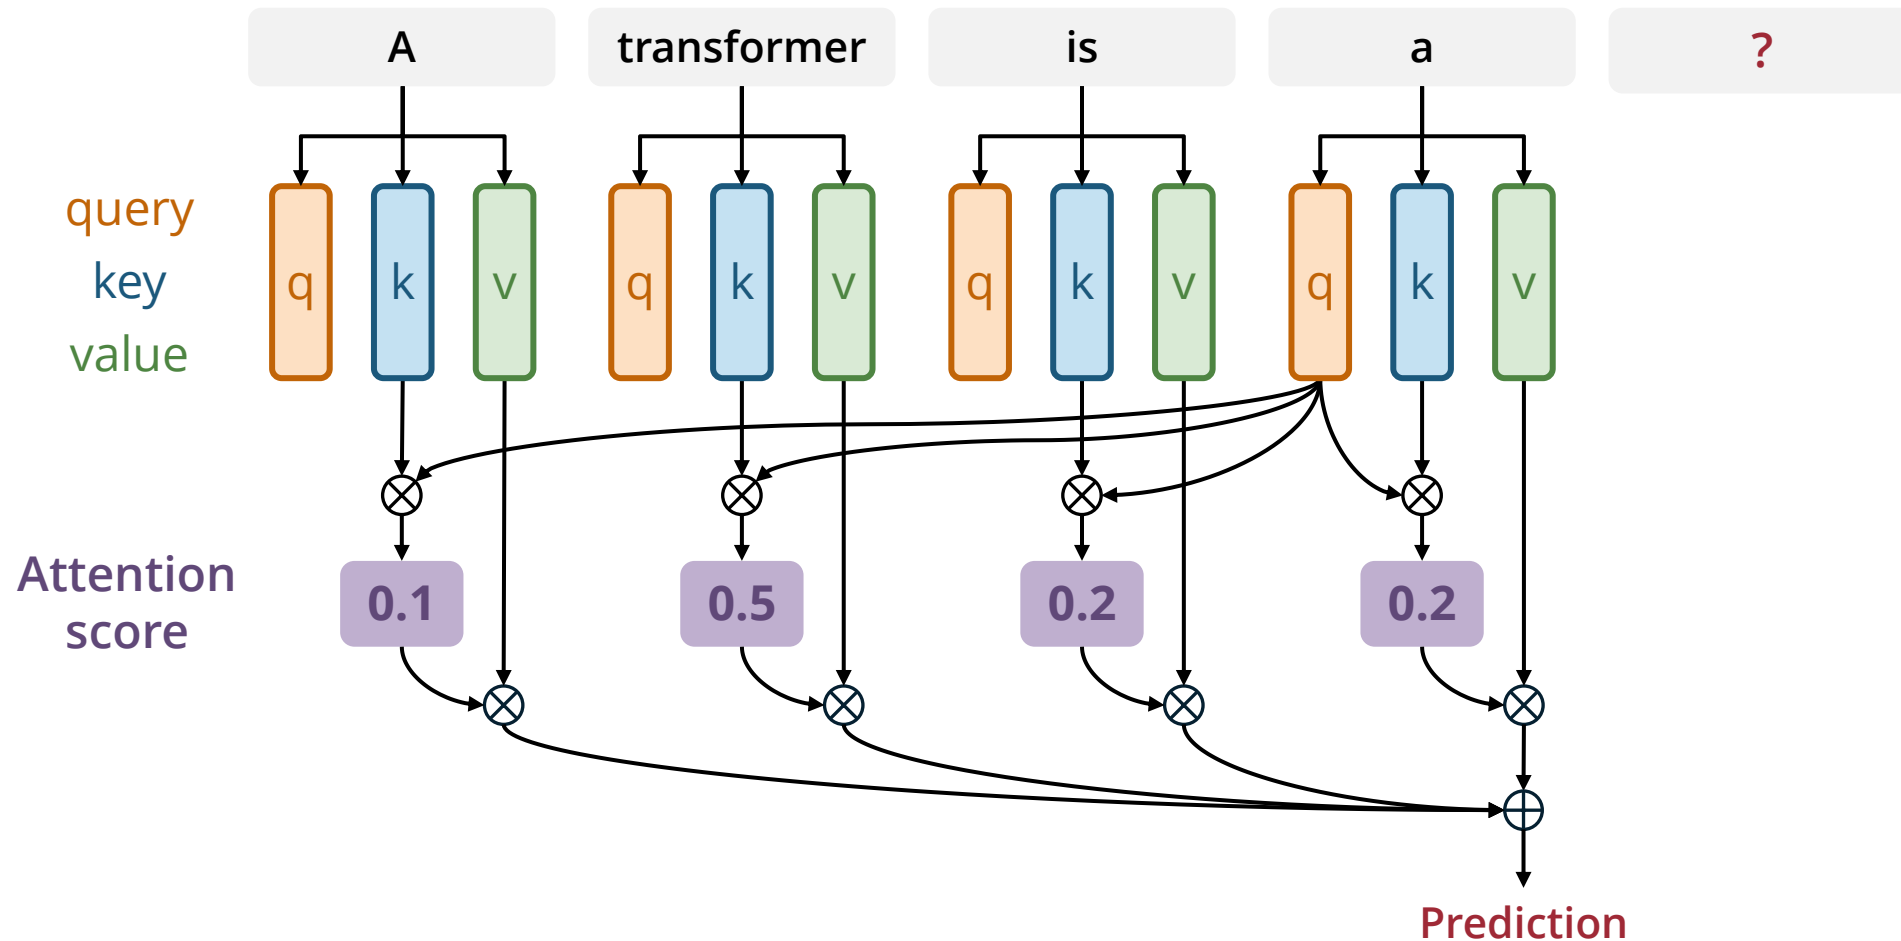 A transformer is a ?
query
key
value
q k v q k v q k v q k v
Attention
score
0.1 0.5 0.2 0.2
Prediction